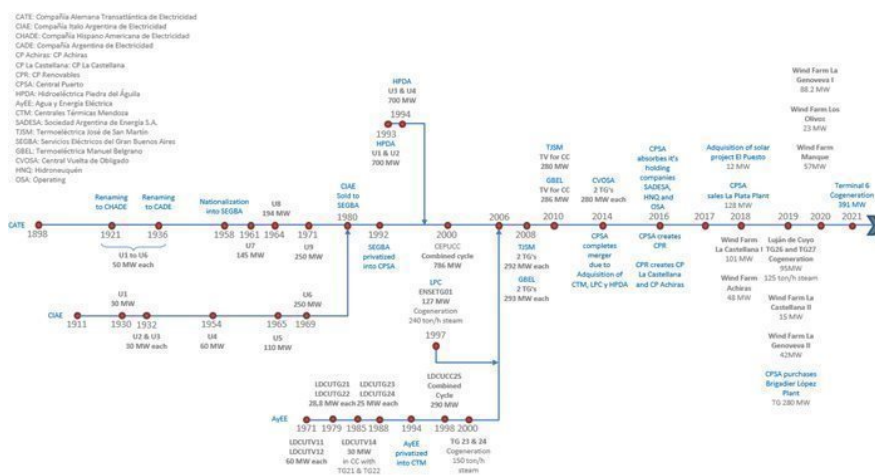 CATE: Compañía Alemana Transatlántica de Electricidad
CIAE: Compañía Italo Argentina de Electricidad
CHADE: Compañía Hispano Americana de Electricidad
CADE: Compañía Argentina de Electricidad
CP Achiras: CP Achiras
CP La Castellana: CP La Castellana
CPR: CP Renovables
CPSA: Central Puerto
HPDA: Hidroeléctrica Piedra del Águila
AyEE: Agua y Energía Eléctrica
CTM: Centrales Térmicas Mendoza
SADESA: Sociedad Argentina de Energía S.A.
TJSM: Termoeléctrica José de San Martín
SEGBA: Servicios Eléctricos del Gran Buenos Aires
GBEL: Termoeléctrica Manuel Belgrano
CVOSA: Central Vuelta de Obligado
HNQ: Hidroneuquén
OSA: Operating
HPDA
U3 & U4
700 MW
1994
1993
HPDA
U1 & U2
700 MW
Wind Farm La
Genoveva I
88.2 MW
Wind Farm Los
Olivos
23 MW
Wind Farm
Manque
57MW
Renaming
to CHADE
Renaming
to CADE
Nationalization
into SEGBA
U8
194 MW
CIAE
Sold to
SEGBA
TJSM
TV for CC
280 MW
GBEL
TV for CC
286 MW
CVOSA
2 TG's
280 MW each
CPSA
absorbes it's
holding
companies
SADESA,
HNQ and
OSA
Adquisition of solar
project El Puesto
12 MW
CPSA
sales La Plata Plant
128 MW
Terminal 6
Cogeneration
391 MW
CATE
1898
1921
1936
1958
1961
1964
1971
1980
1992
2000
2006
2008
2010
2014
2016
2017
2018
2019
2020
2021
U1 to U6
50 MW each
U7
145 MW
U9
250 MW
SEGBA
privatized
into CPSA
CEPUCC
Combined cycle
786 MW
TJSM
2 TG's
292 MW each
GBEL
2 TG's
293 MW each
CPSA
completes
merger
due to
Adquisition of
CTM, LPC y HPDA
CPSA creates
CPR
CPR creates CP
La Castellana
and CP Achiras
Wind Farm
La Castellana I
101 MW
Wind Farm
Achiras
48 MW
Luján de Cuyo
TG26 and TG27
Cogeneration
95MW
125 ton/h steam
Wind Farm La
Castellana II
15 MW
Wind Farm La
Genoveva II
42MW
CPSA purchases
Brigadier López
Plant
TG 280 MW
LPC
ENSETG01
127 MW
Cogeneration
240 ton/h steam
1997
U1
30 MW
U6
250 MW
CIAE
1911
1930
1932
1954
1965
1969
U2 & U3
30 MW each
U4
60 MW
U5
110 MW
LDCUTG21
LDCUTG22
28,8 MW each
LDCUTG23
LDCUTG24
25 MW each
LDCUCC25
Combined
Cycle
290 MW
AyEE
1971
1979
1985
1988
1994
1998
2000
LDCUTV11
LDCUTV12
60 MW each
LDCUTV14
30 MW
in CC with
TG21 & TG22
AyEE
privatized
into CTM
TG 23 & 24
Cogeneration
150 ton/h
steam